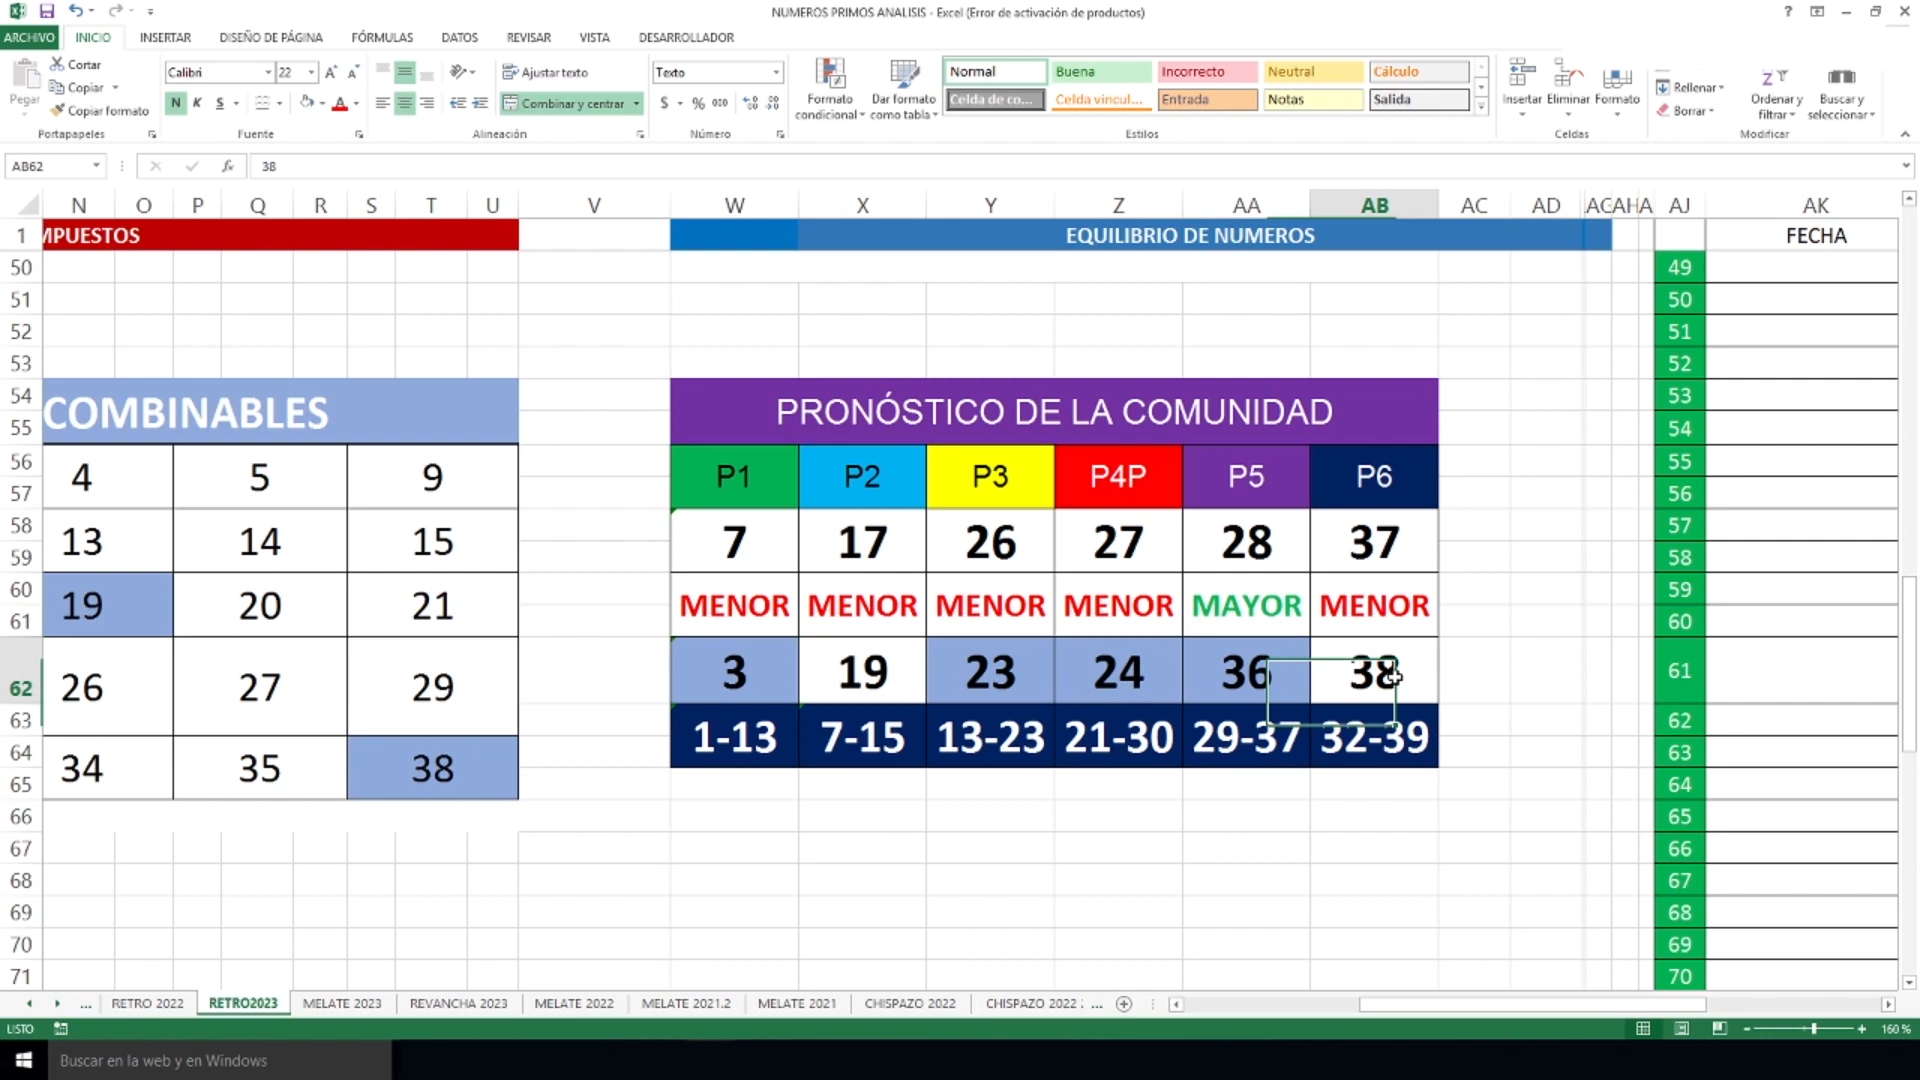 NUMEROS PRIMOS ANALISIS - Excel (Error de activación de productos)
ARCHIVO INICIO INSERTAR DISEÑO DE PÁGINA FÓRMULAS DATOS REVISAR VISTA DESARROLLADOR
Pegar
Cortar
Copiar
Copiar formato
Portapapeles
Calibri 22
N K S
Fuente
Ajustar texto
Combinar y centrar
Alineación
Texto
$ % 000
Número
Formato condicional
Dar formato como tabla
Normal Buena Incorrecto Neutral Cálculo
Celda de co... Celda vincul... Entrada Notas Salida
Estilos
Insertar Eliminar Formato
Celdas
Rellenar
Borrar
Ordenar y filtrar
Buscar y seleccionar
Modificar
AB62 fx 38
N O P Q R S T U V W X Y Z AA AB AC AD AG AH A AJ AK
1 MPUESTOS EQUILIBRIO DE NUMEROS FECHA
50 49
51 50
52 51
53 52
54 53
55 54
COMBINABLES PRONÓSTICO DE LA COMUNIDAD
56 55
57 56
4 5 9 P1 P2 P3 P4P P5 P6
58 57
59 58
13 14 15 7 17 26 27 28 37
60 59
61 60
19 20 21 MENOR MENOR MENOR MENOR MAYOR MENOR
62 61
26 27 29 3 19 23 24 36 38
63 62
64 63
1-13 7-15 13-23 21-30 29-37 32-39
65 64
34 35 38
66 65
67 66
68 67
69 68
70 69
71 70
... RETRO 2022 RETRO2023 MELATE 2023 REVANCHA 2023 MELATE 2022 MELATE 2021.2 MELATE 2021 CHISPAZO 2022 CHISPAZO 2022 ...
LISTO 160 %
Buscar en la web y en Windows